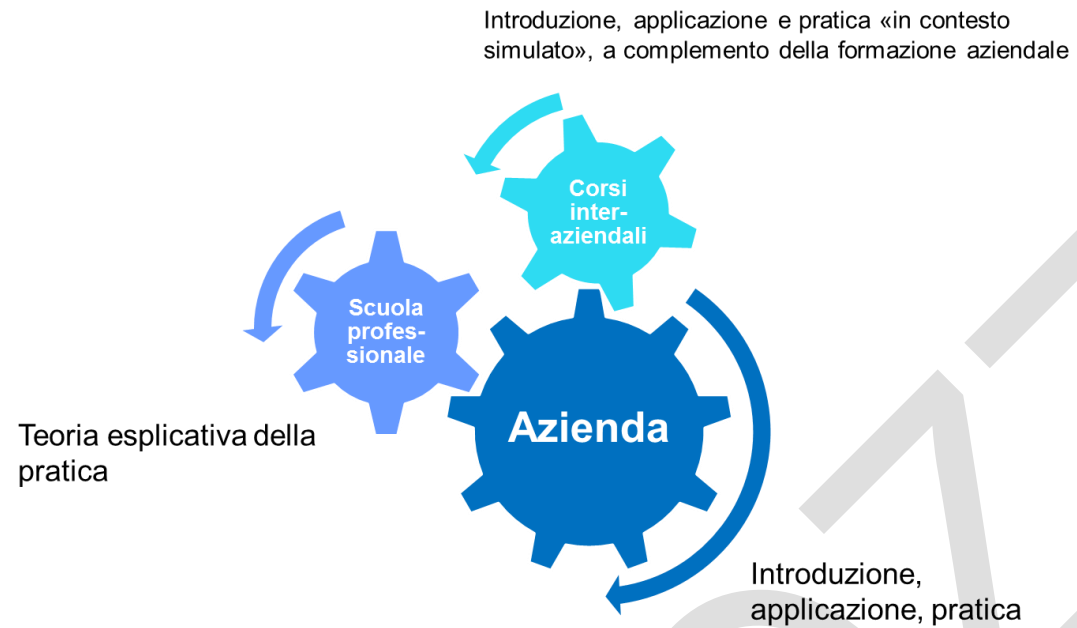 Introduzione, applicazione e pratica «in contesto
simulato», a complemento della formazione aziendale
Corsi
inter-
aziendali
Scuola
profes-
sionale
Azienda
Teoria esplicativa della
pratica
Introduzione,
applicazione, pratica